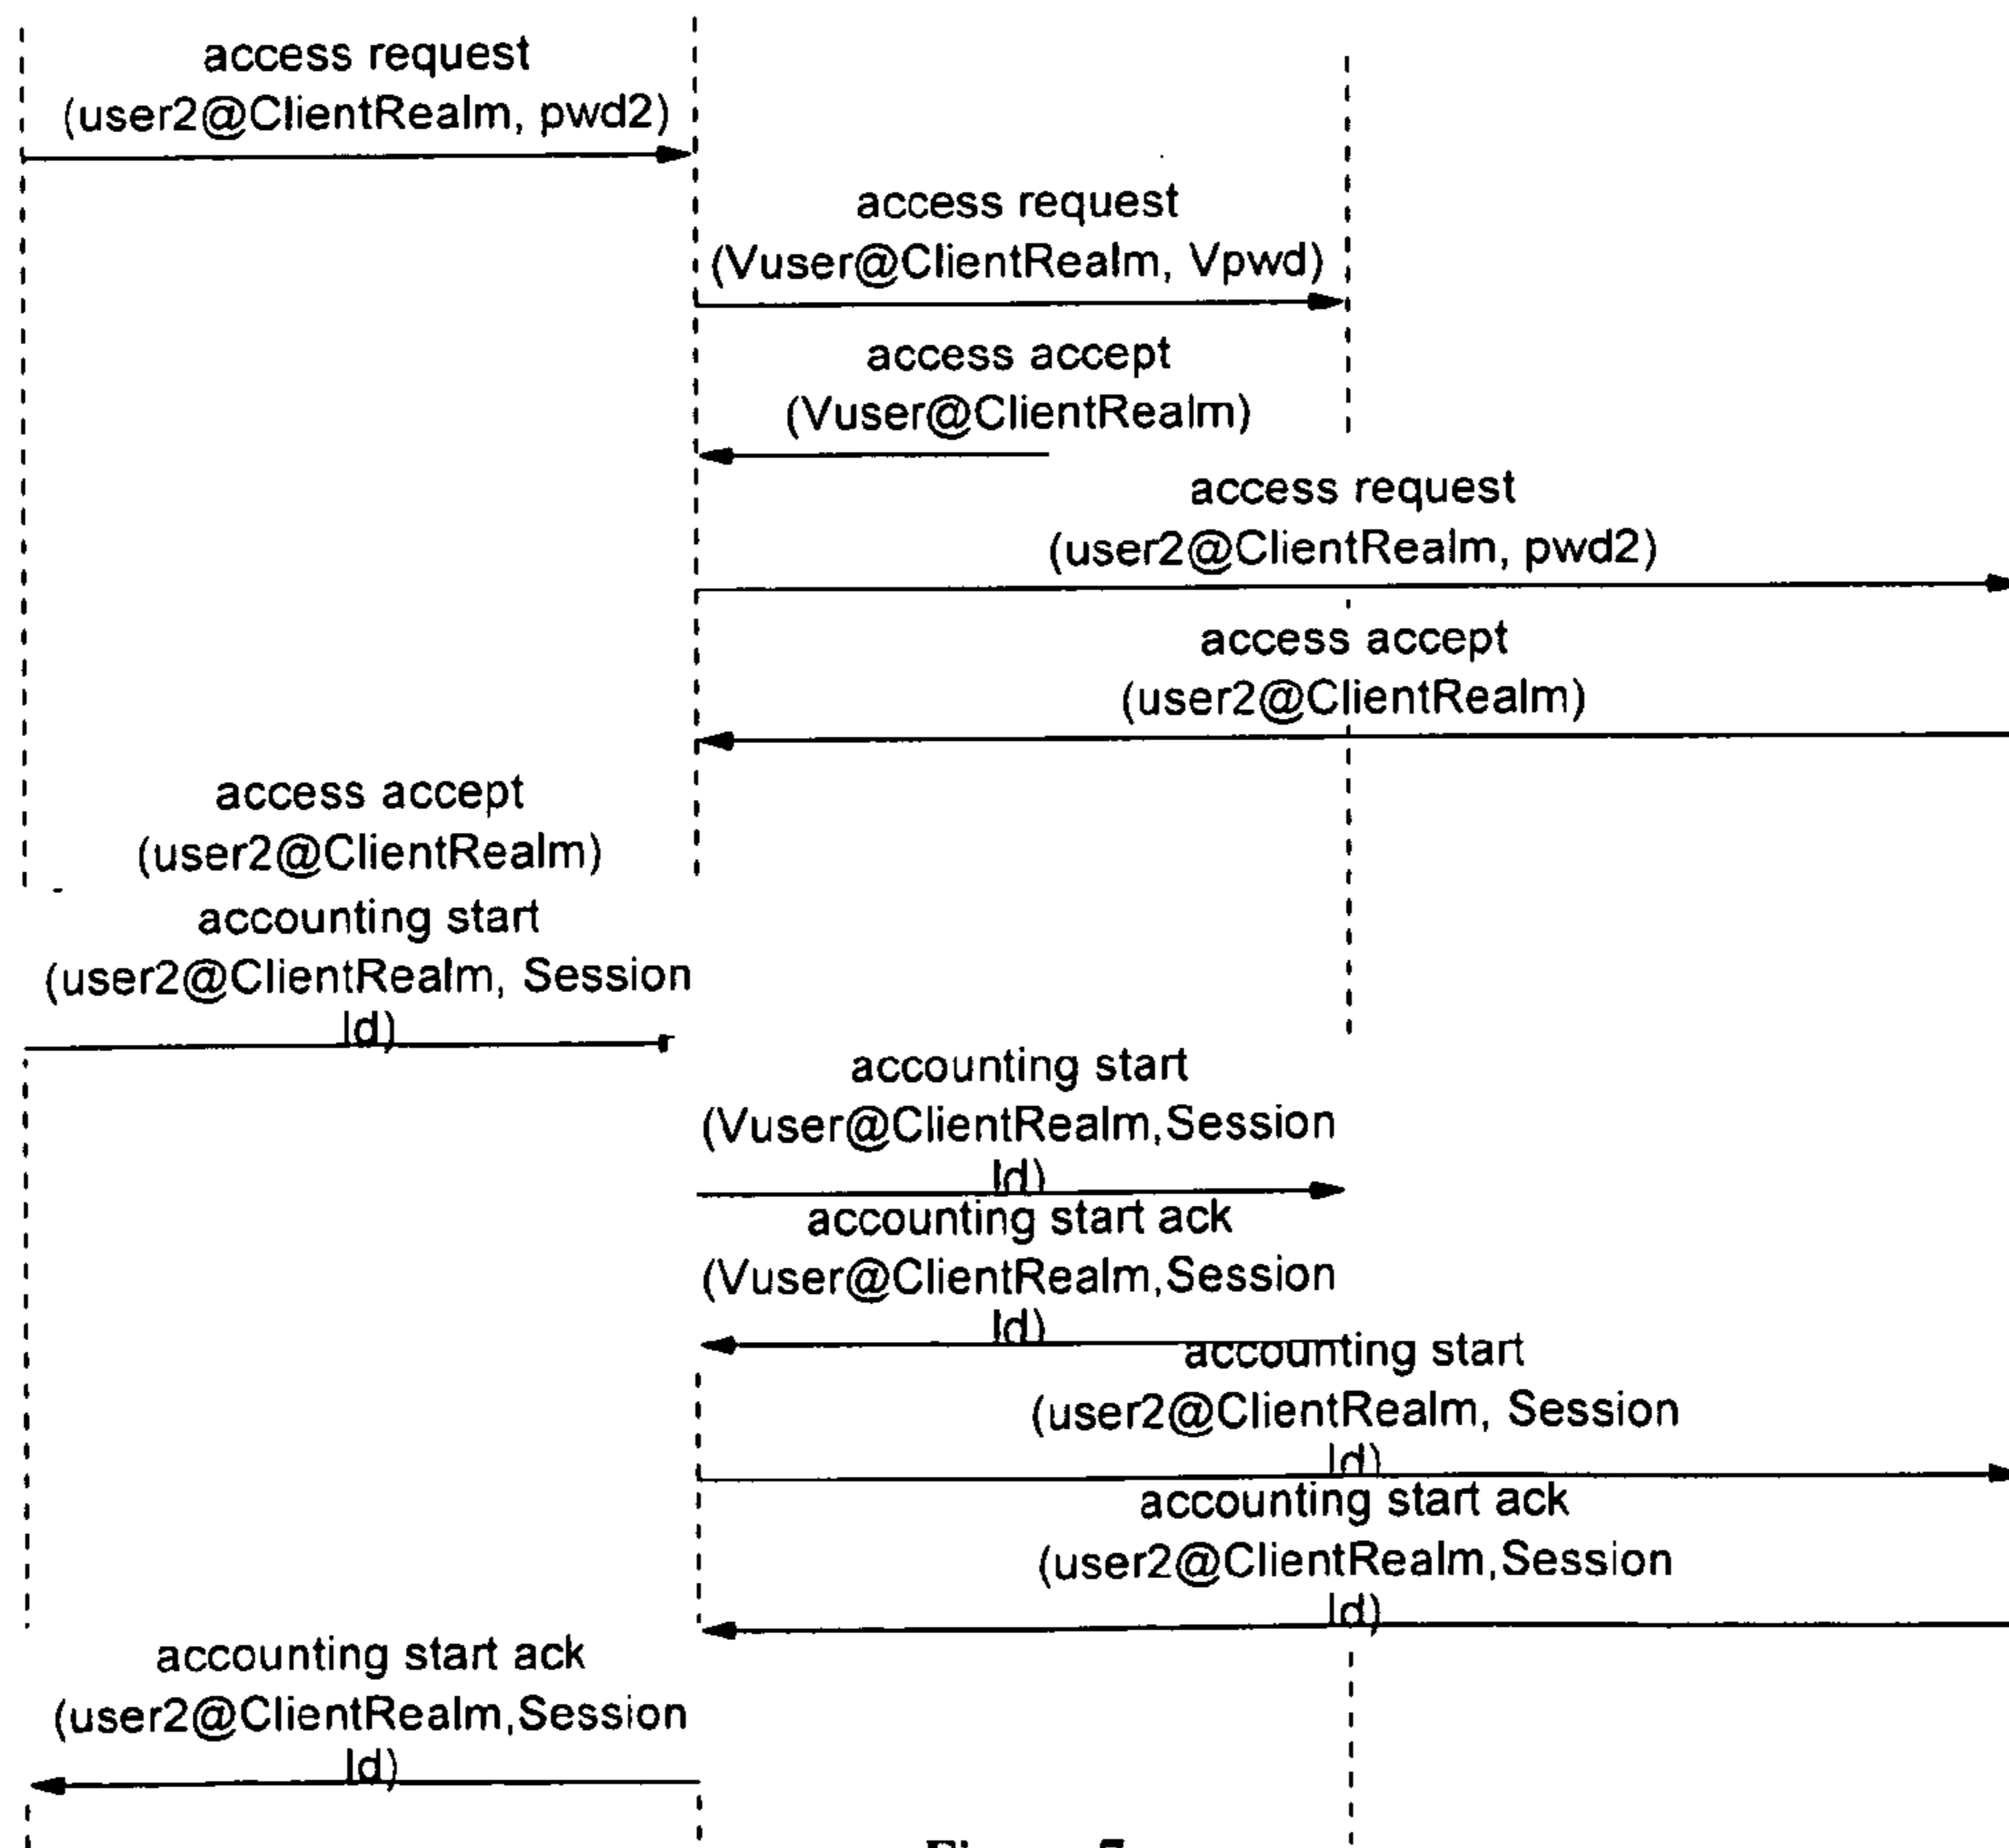 access request
(user2@ClientRealm, pwd2)
access request
(Vuser@ClientRealm, Vpwd)
access accept
(Vuser@ClientRealm)
access request
(user2@ClientRealm, pwd2)
access accept
(user2@ClientRealm)
access accept
(user2@ClientRealm)
accounting start
(user2@ClientRealm, Session
Id)
accounting start
(Vuser@ClientRealm,Session
Id)
accounting start ack
(Vuser@ClientRealm,Session
Id)
accounting start
(user2@ClientRealm, Session
Id)
accounting start ack
(user2@ClientRealm,Session
Id)
accounting start ack
(user2@ClientRealm,Session
Id)